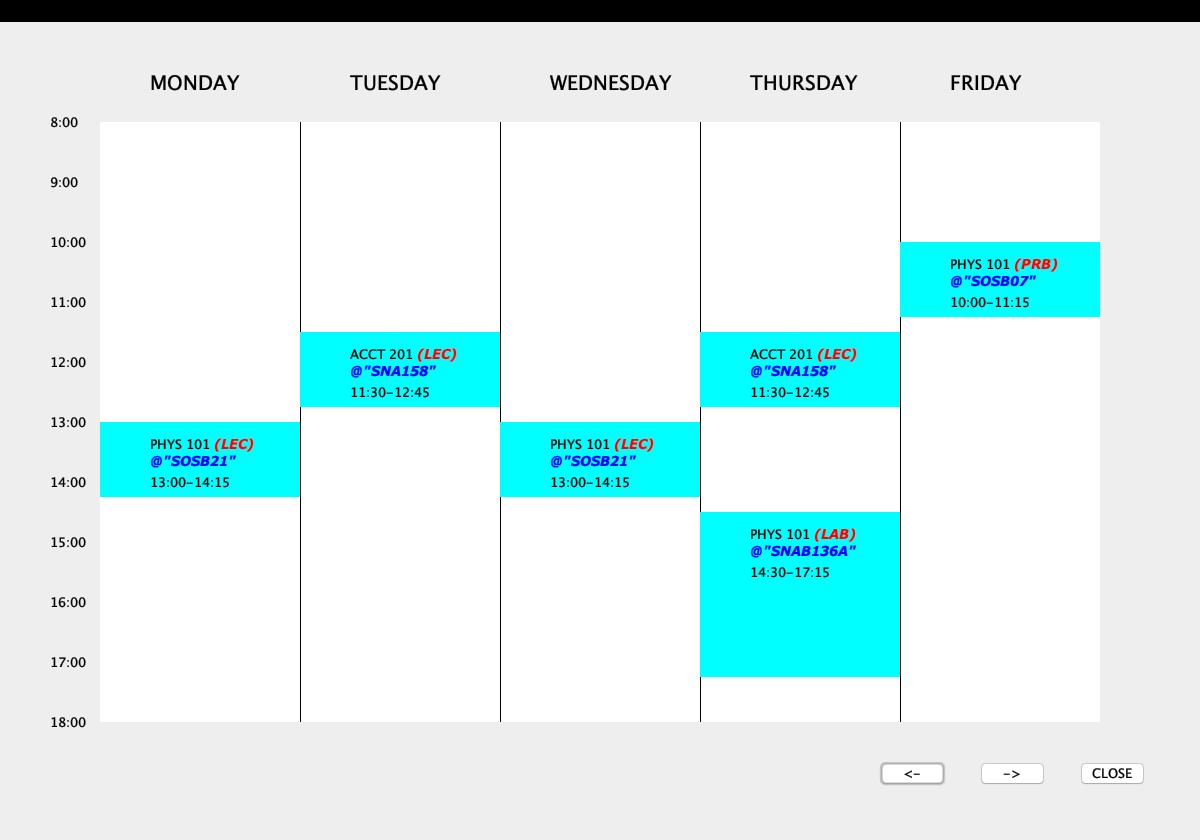 MONDAY TUESDAY WEDNESDAY THURSDAY FRIDAY
8:00
9:00
10:00
PHYS 101 (PRB)
@"SOSB07"
10:00-11:15
11:00
ACCT 201 (LEC)
@"SNA158"
11:30-12:45
ACCT 201 (LEC)
@"SNA158"
11:30-12:45
12:00
13:00
PHYS 101 (LEC)
@"SOSB21"
13:00-14:15
PHYS 101 (LEC)
@"SOSB21"
13:00-14:15
14:00
PHYS 101 (LAB)
@"SNAB136A"
14:30-17:15
15:00
16:00
17:00
18:00
<- -> CLOSE